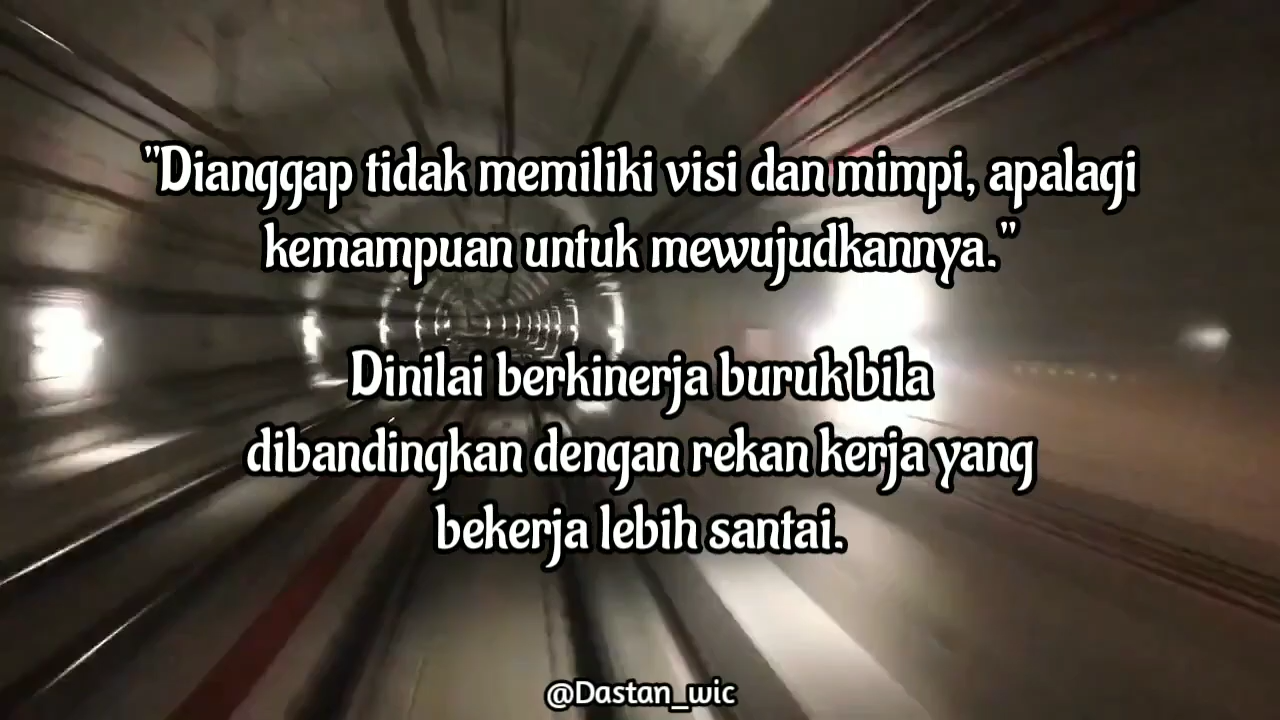 "Dianggap tidak memiliki visi dan mimpi, apalagi
kemampuan untuk mewujudkannya."
Dinilai berkinerja buruk bila
dibandingkan dengan rekan kerja yang
bekerja lebih santai.
@Dastan_wic